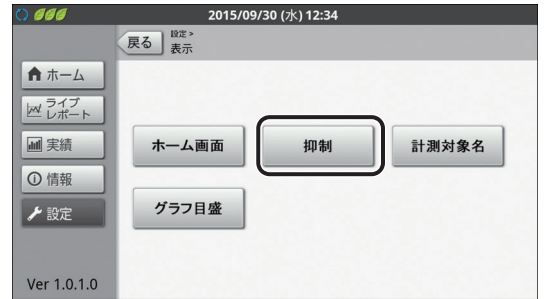 2015/09/30 (水) 12:34
戻る
設定 >
表示
ホーム
ライブ
レポート
実績
情報
設定
ホーム画面
抑制
計測対象名
グラフ目盛
Ver 1.0.1.0